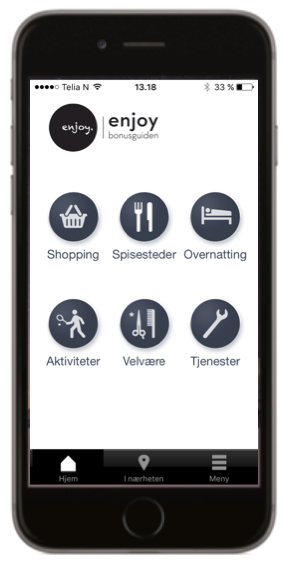 Telia N 13.18 33 %
enjoy. enjoy
bonusguiden
Shopping Spisesteder Overnatting
Aktiviteter Velvære Tjenester
Hjem I nærheten Meny